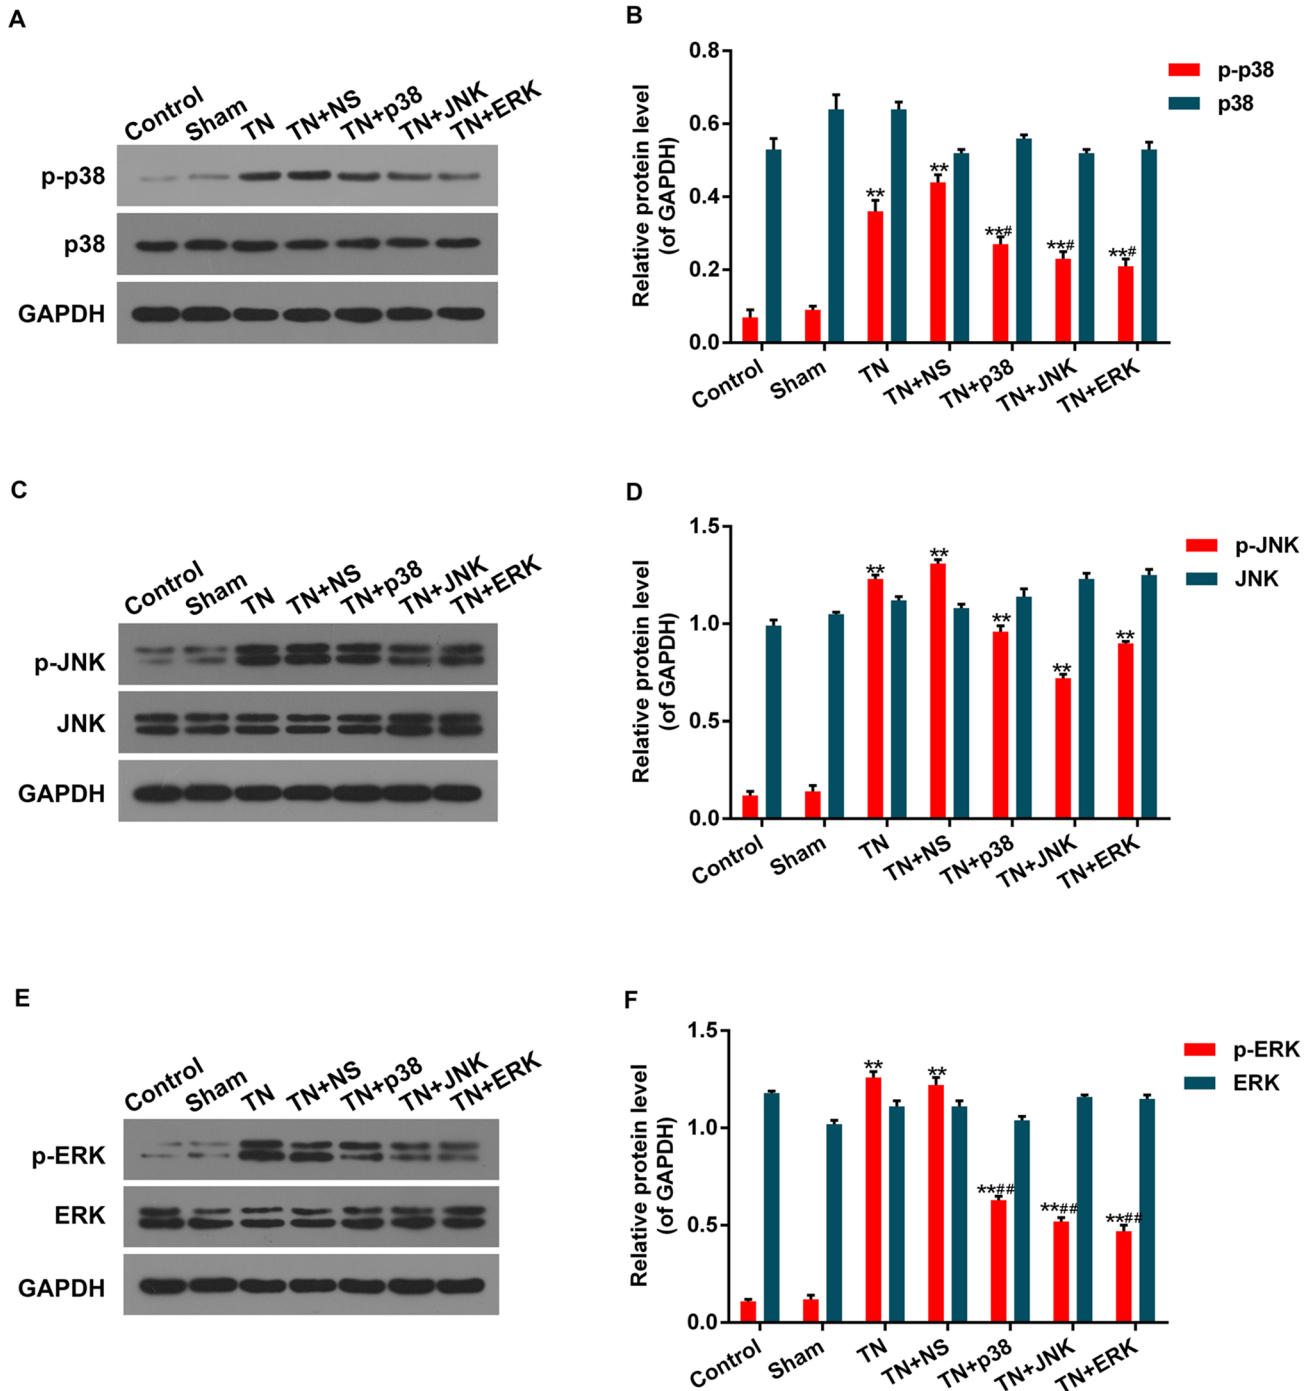 A
Control
Sham
TN
TN+NS
TN+p38
TN+JNK
TN+ERK
p-p38
p38
GAPDH
B
Relative protein level
(of GAPDH)
0.8
0.6
0.4
0.2
0.0
**
**
**#
**#
**#
p-p38
p38
Control
Sham
TN
TN+NS
TN+p38
TN+JNK
TN+ERK
C
Control
Sham
TN
TN+NS
TN+p38
TN+JNK
TN+ERK
p-JNK
JNK
GAPDH
D
Relative protein level
(of GAPDH)
1.5
1.0
0.5
0.0
**
**
**
**
**
p-JNK
JNK
Control
Sham
TN
TN+NS
TN+p38
TN+JNK
TN+ERK
E
Control
Sham
TN
TN+NS
TN+p38
TN+JNK
TN+ERK
p-ERK
ERK
GAPDH
F
Relative protein level
(of GAPDH)
1.5
1.0
0.5
0.0
**
**
**##
**##
**##
p-ERK
ERK
Control
Sham
TN
TN+NS
TN+p38
TN+JNK
TN+ERK